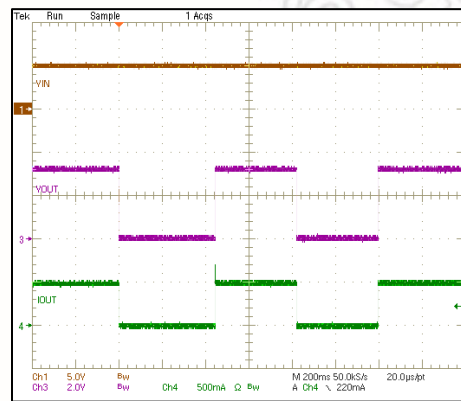 Tek Run Sample 1 Acqs
VIN
1
VOUT
3
IOUT
4
Ch1 5.0V Bw M 200ms 50.0kS/s 20.0µs/pt
Ch3 2.0V Bw Ch4 500mA Ω Bw A Ch4 ∖ 220mA